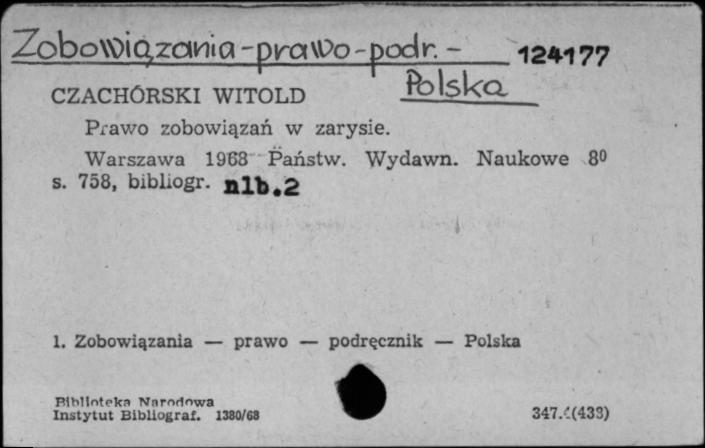 Zobowiązania-prawo-podr. - 124177
Polska
CZACHÓRSKI WITOLD
Prawo zobowiązań w zarysie.
Warszawa 1968 Państw. Wydawn. Naukowe 8⁰
s. 758, bibliogr. nlb.2
1. Zobowiązania — prawo — podręcznik — Polska
Biblioteka Narodowa
Instytut Bibliograf. 1380/68